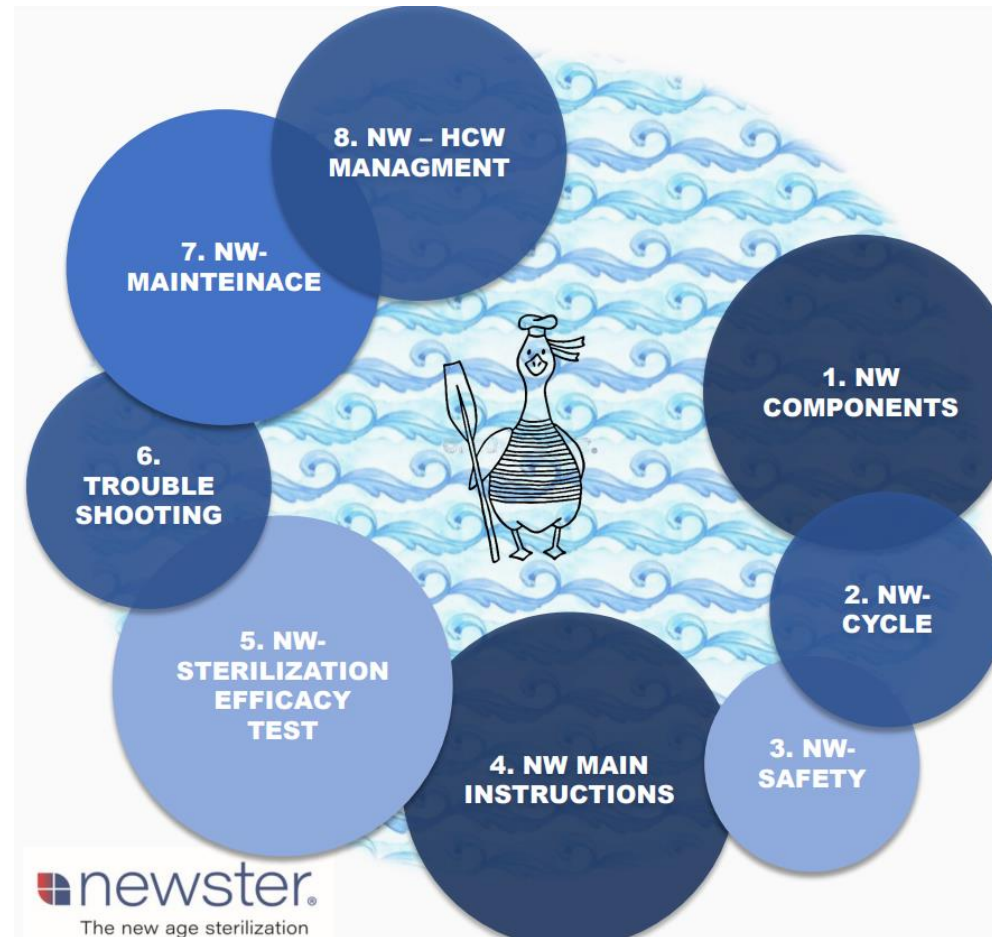 1. NW
COMPONENTS
2. NW-
CYCLE
3. NW-
SAFETY
4. NW MAIN
INSTRUCTIONS
5. NW-
STERILIZATION
EFFICACY
TEST
6.
TROUBLE
SHOOTING
7. NW-
MAINTEINACE
8. NW – HCW
MANAGMENT
newster®
The new age sterilization